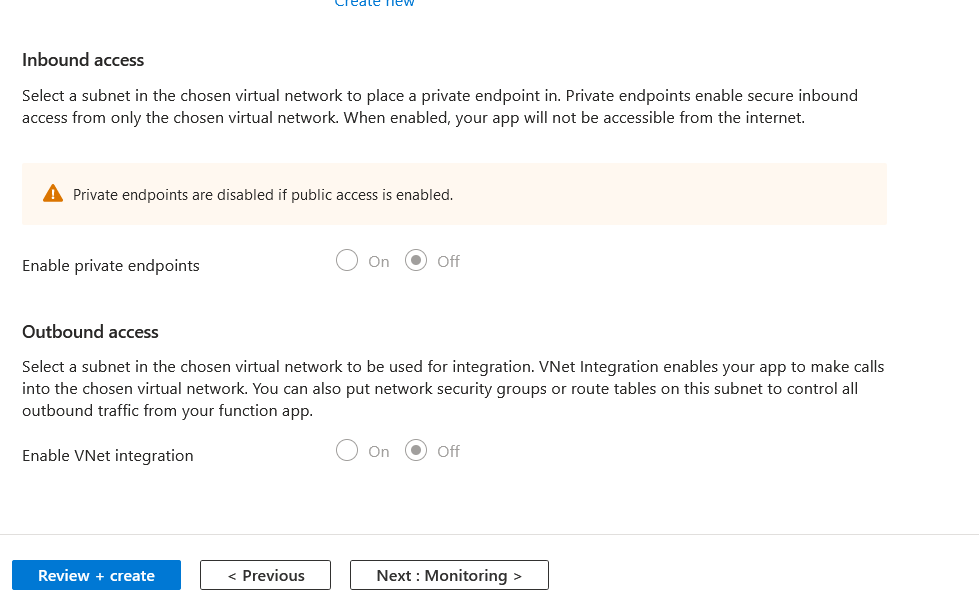 Create new
Inbound access
Select a subnet in the chosen virtual network to place a private endpoint in. Private endpoints enable secure inbound
access from only the chosen virtual network. When enabled, your app will not be accessible from the internet.
Private endpoints are disabled if public access is enabled.
Enable private endpoints On Off
Outbound access
Select a subnet in the chosen virtual network to be used for integration. VNet Integration enables your app to make calls
into the chosen virtual network. You can also put network security groups or route tables on this subnet to control all
outbound traffic from your function app.
Enable VNet integration On Off
Review + create < Previous Next : Monitoring >